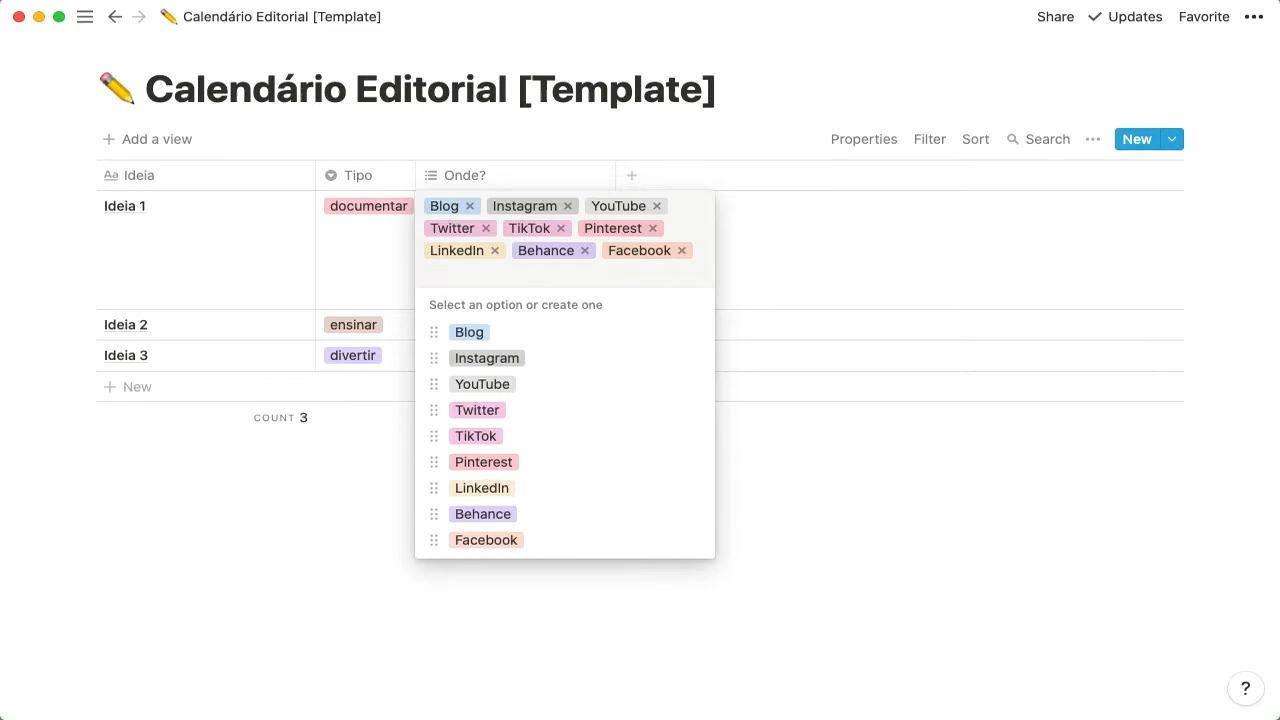 Calendário Editorial [Template] Share Updates Favorite
Calendário Editorial [Template]
Add a view Properties Filter Sort Search New
Aa Ideia Tipo Onde?
Ideia 1 documentar Blog Instagram YouTube
Twitter TikTok Pinterest
LinkedIn Behance Facebook
Select an option or create one
Ideia 2 ensinar Blog
Ideia 3 divertir Instagram
New YouTube
COUNT 3 Twitter
TikTok
Pinterest
LinkedIn
Behance
Facebook
?